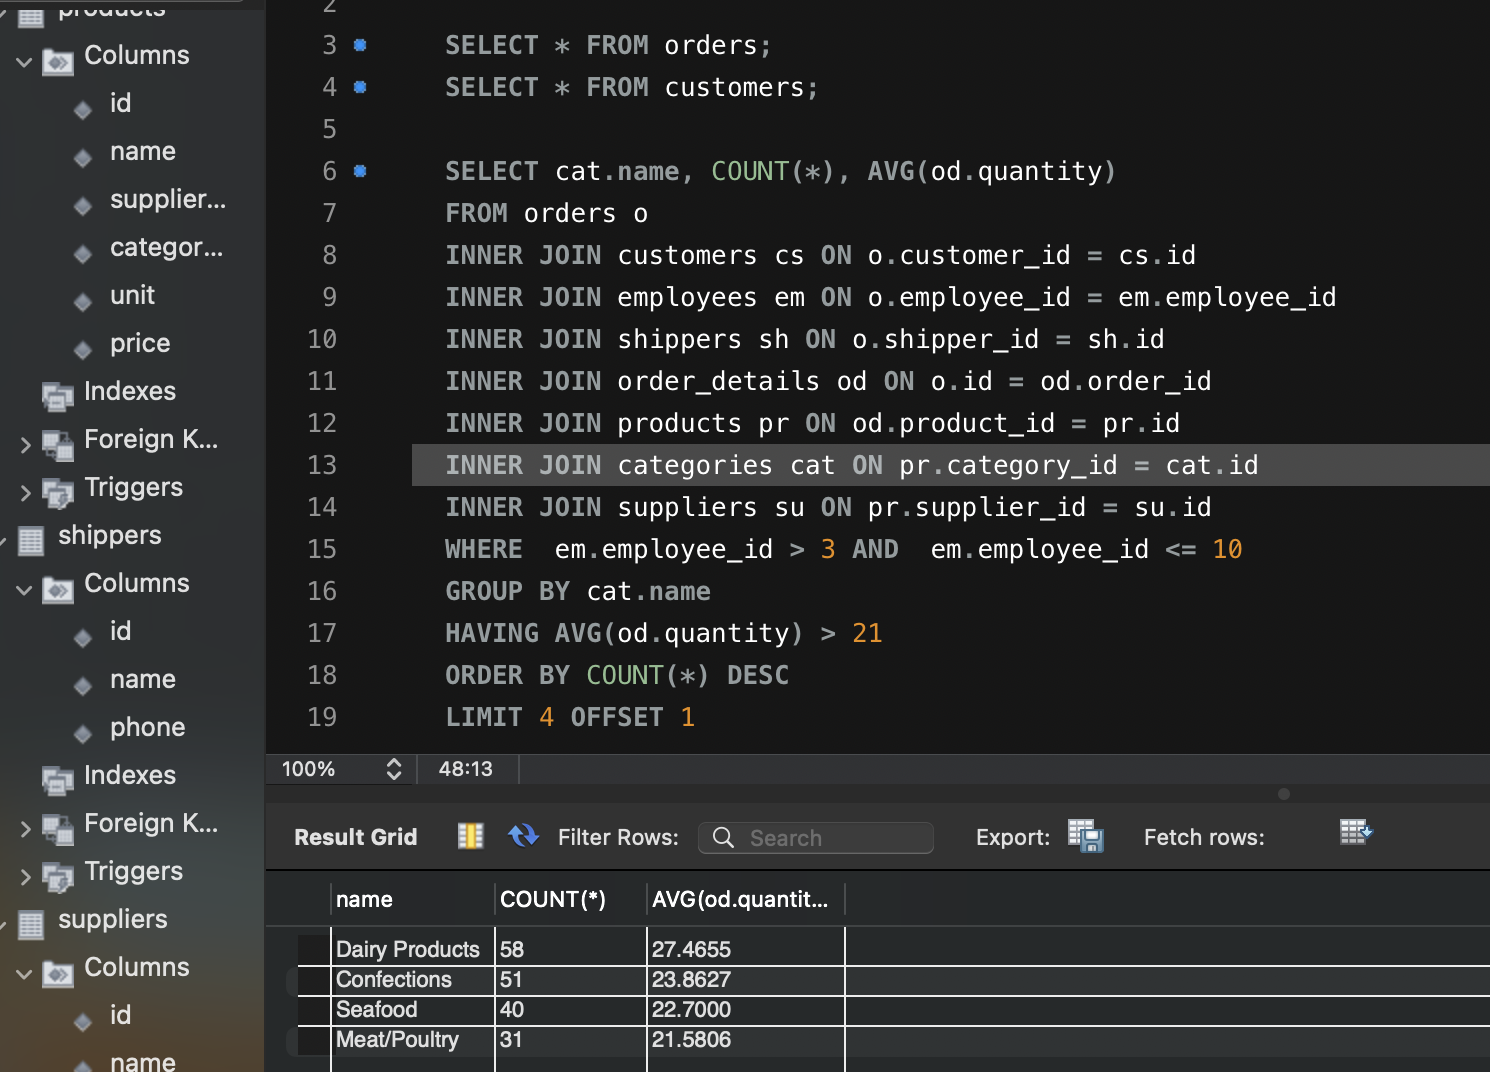 products
Columns
id
name
supplier...
categor...
unit
price
Indexes
Foreign K...
Triggers
shippers
Columns
id
name
phone
Indexes
Foreign K...
Triggers
suppliers
Columns
id
name
2
3 SELECT * FROM orders;
4 SELECT * FROM customers;
5
6 SELECT cat.name, COUNT(*), AVG(od.quantity)
7 FROM orders o
8 INNER JOIN customers cs ON o.customer_id = cs.id
9 INNER JOIN employees em ON o.employee_id = em.employee_id
10 INNER JOIN shippers sh ON o.shipper_id = sh.id
11 INNER JOIN order_details od ON o.id = od.order_id
12 INNER JOIN products pr ON od.product_id = pr.id
13 INNER JOIN categories cat ON pr.category_id = cat.id
14 INNER JOIN suppliers su ON pr.supplier_id = su.id
15 WHERE  em.employee_id > 3 AND  em.employee_id <= 10
16 GROUP BY cat.name
17 HAVING AVG(od.quantity) > 21
18 ORDER BY COUNT(*) DESC
19 LIMIT 4 OFFSET 1
100% 48:13
Result Grid Filter Rows: Search Export: Fetch rows:
name COUNT(*) AVG(od.quantit...
Dairy Products 58 27.4655
Confections 51 23.8627
Seafood 40 22.7000
Meat/Poultry 31 21.5806